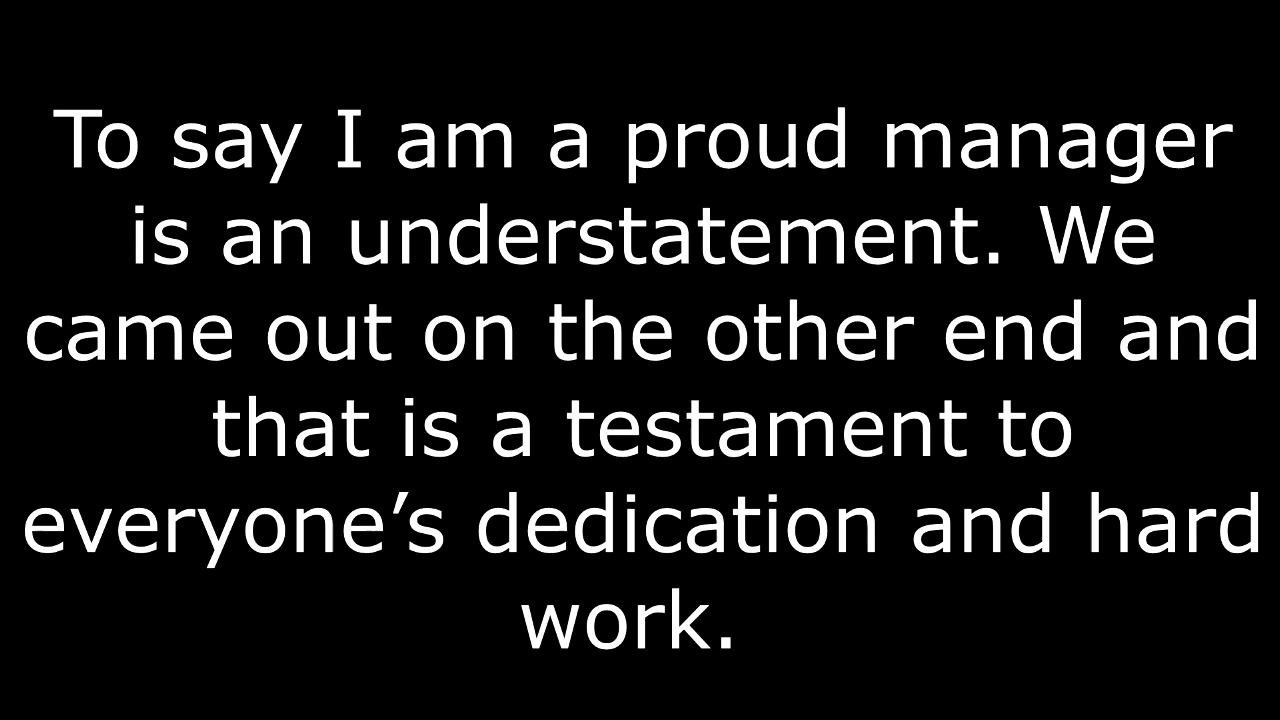 To say I am a proud manager
is an understatement. We
came out on the other end and
that is a testament to
everyone’s dedication and hard
work.